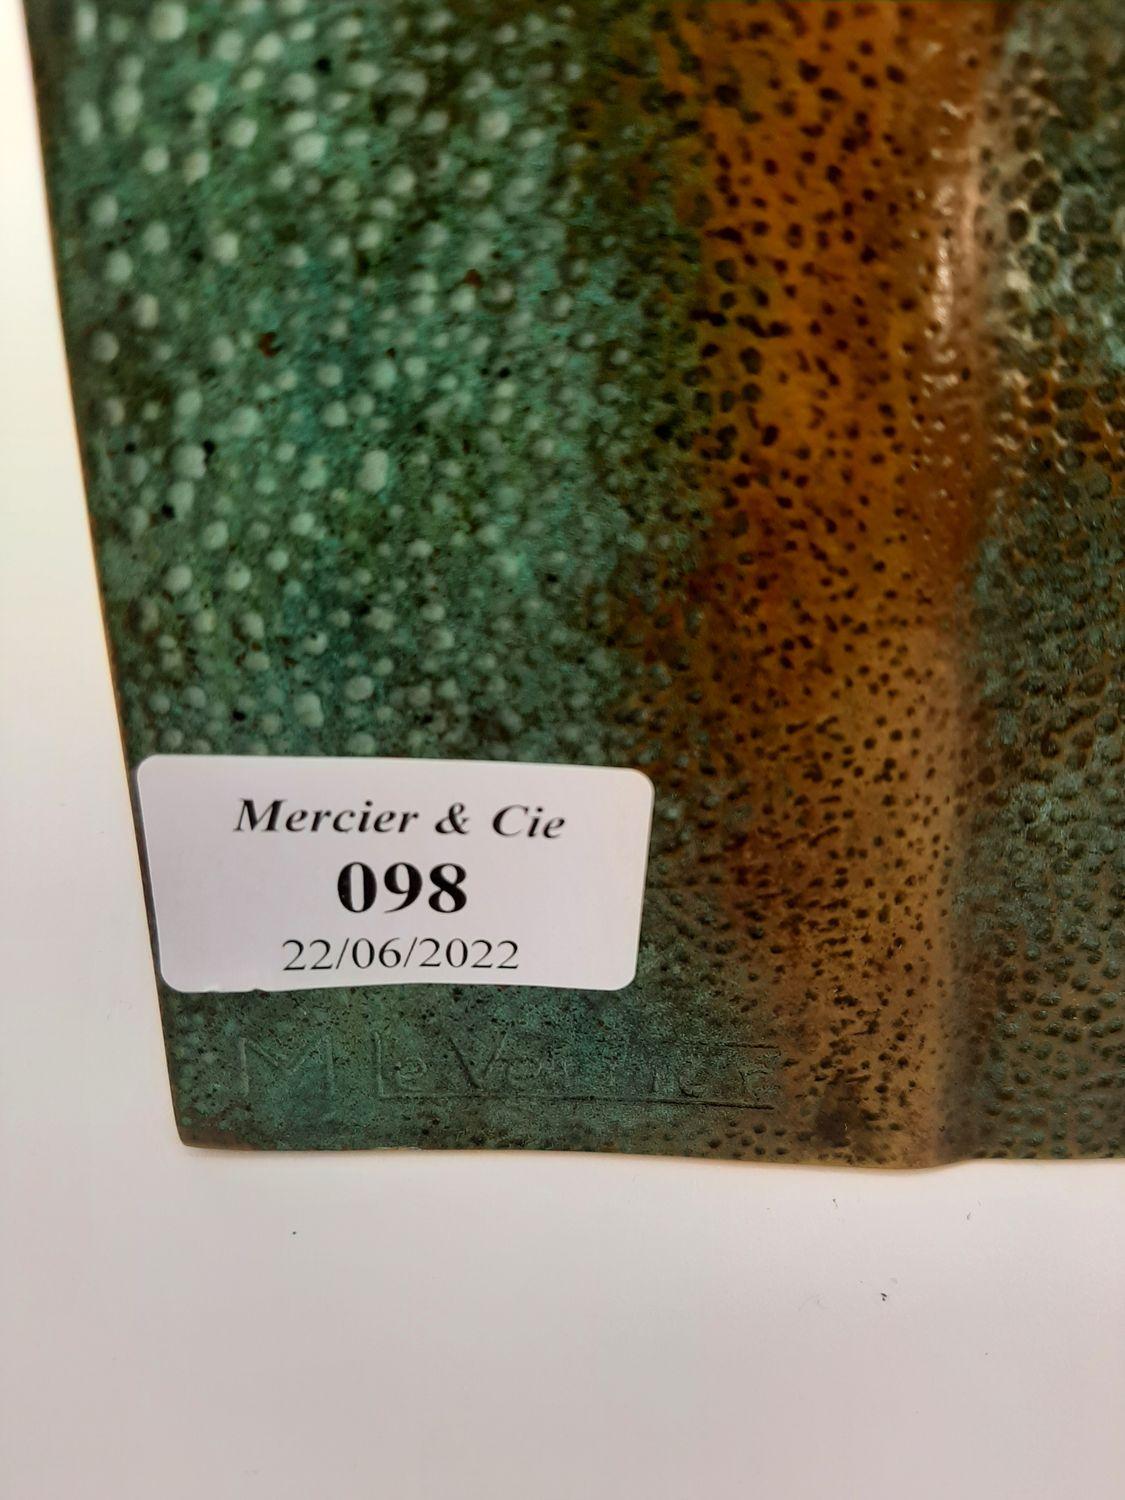 Mercier & Cie
098
22/06/2022
M Le Verrier